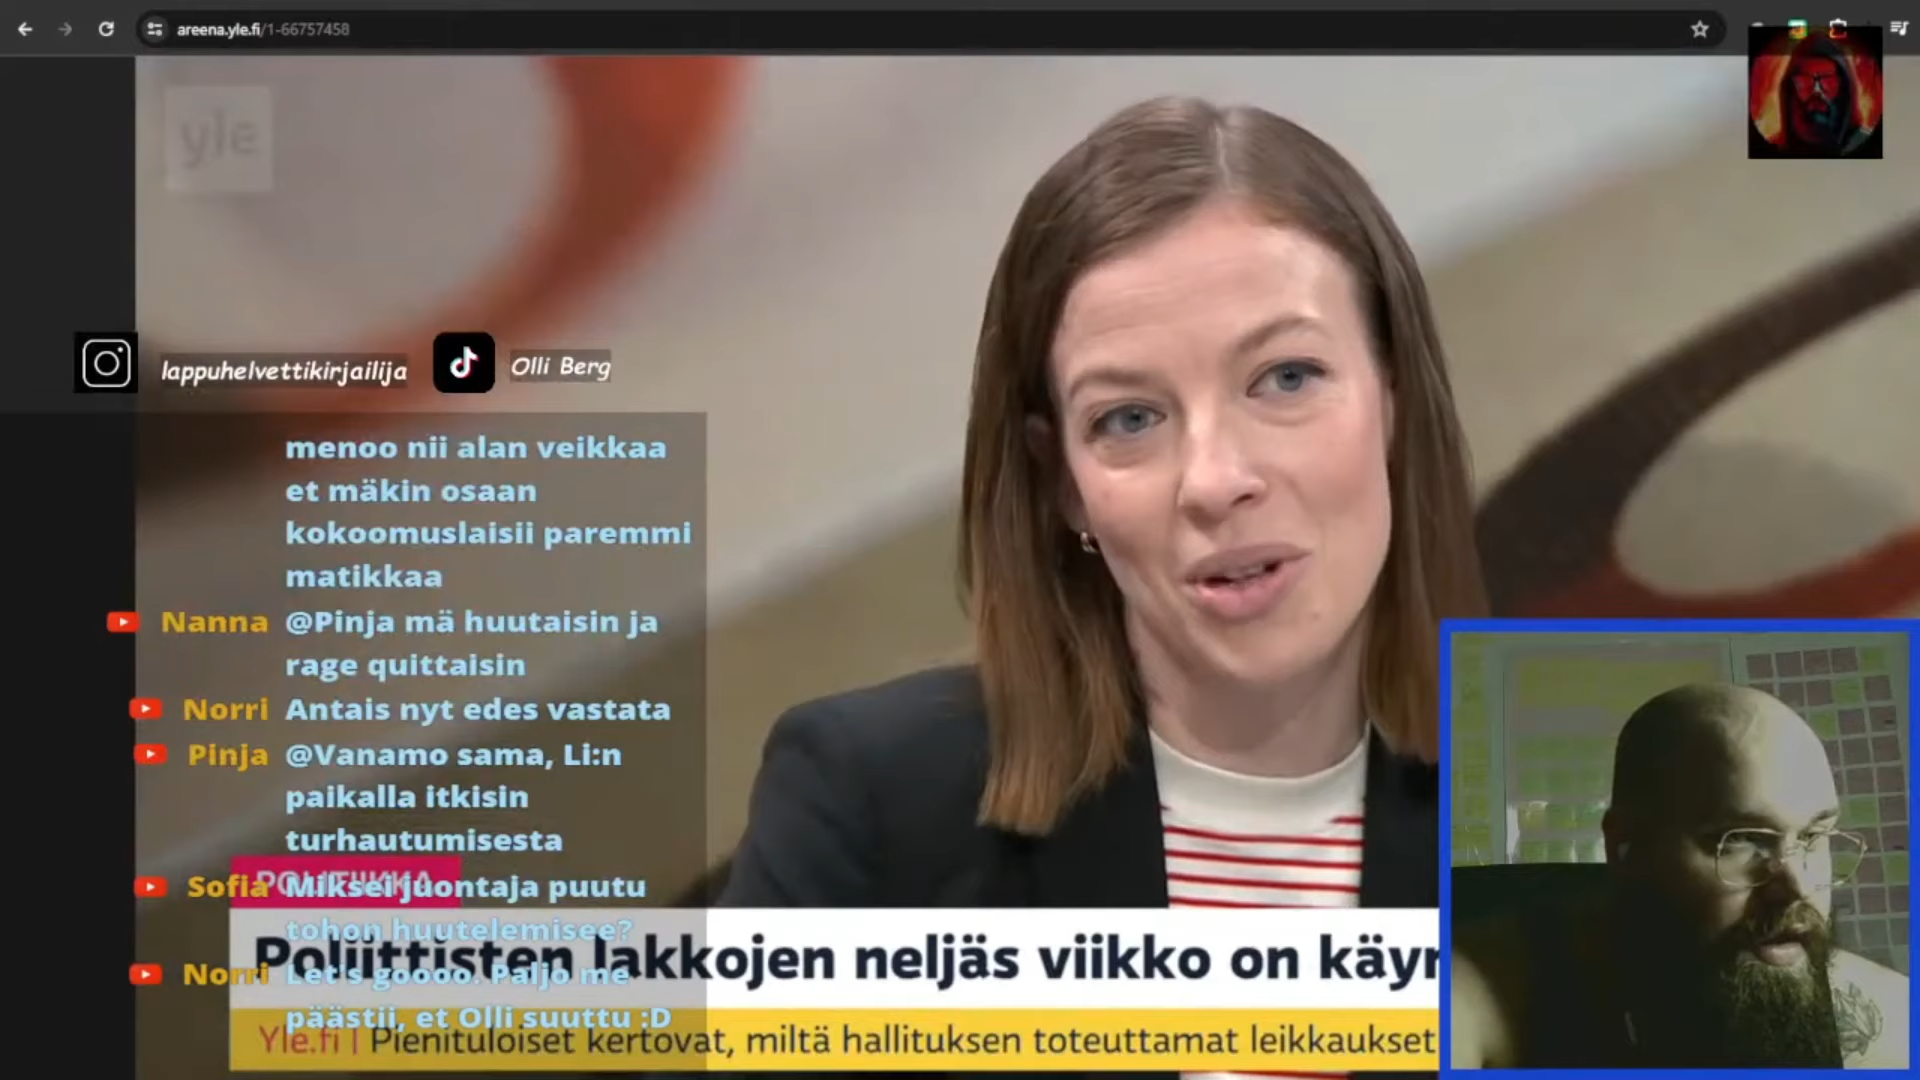 areena.yle.fi/1-66757458
yle
lappuhelvettikirjailija
Olli Berg
menoo nii alan veikkaa
et mäkin osaan
kokoomuslaisii paremmi
matikkaa
Nanna @Pinja mä huutaisin ja
rage quittaisin
Norri Antais nyt edes vastata
Pinja @Vanamo sama, Li:n
paikalla itkisin
turhautumisesta
POLITIIKKA
Sofia Miksei juontaja puutu
tohon huutelemisee?
Poliittisten lakkojen neljäs viikko on käyn
Norri Let's goooo. Paljo me
päästii, et Olli suuttu :D
Yle.fi | Pienituloiset kertovat, miltä hallituksen toteuttamat leikkaukset